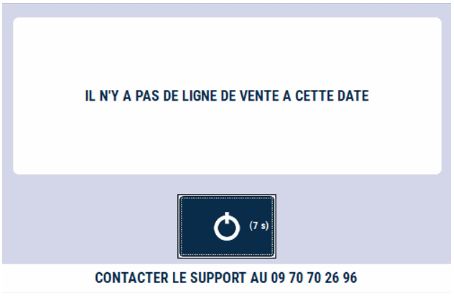 IL N'Y A PAS DE LIGNE DE VENTE A CETTE DATE
(7 s)
CONTACTER LE SUPPORT AU 09 70 70 26 96